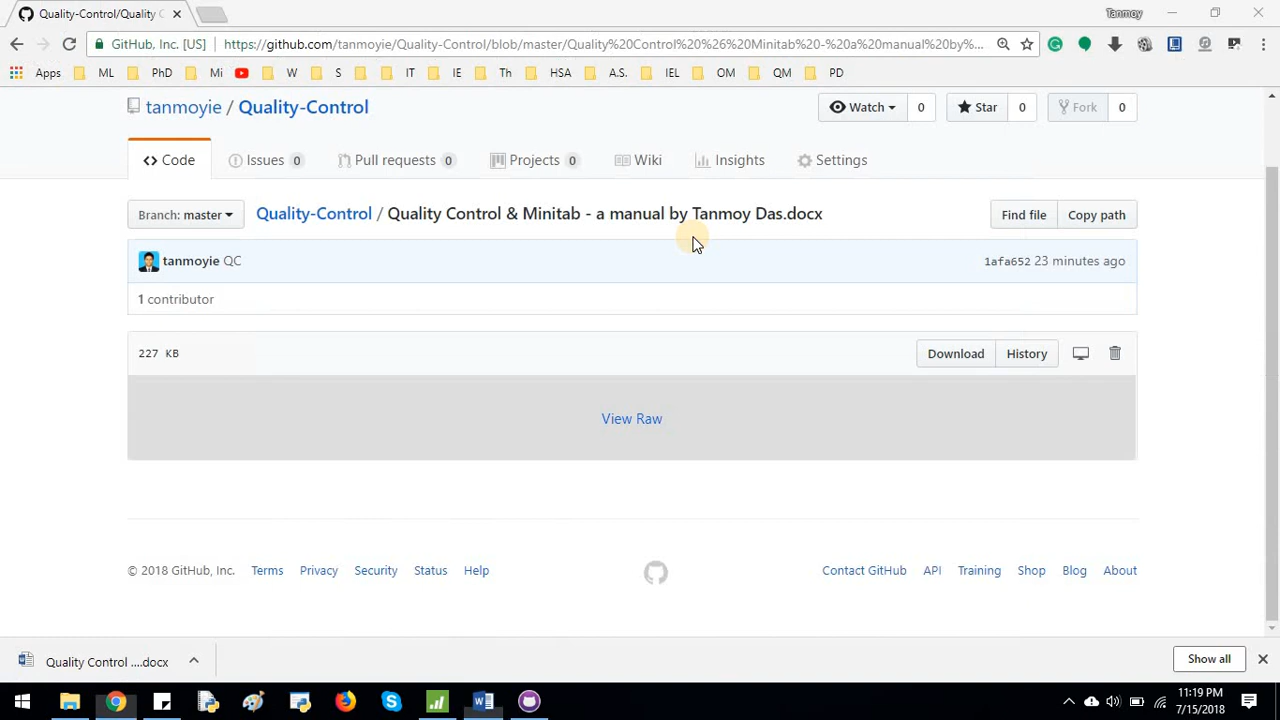 Quality-Control/Quality C
Tanmoy
GitHub, Inc. [US]
https://github.com/tanmoyie/Quality-Control/blob/master/Quality%20Control%20%26%20Minitab%20-%20a%20manual%20by%...
Apps ML PhD Mi W S IT IE Th HSA A.S. IEL OM QM PD
tanmoyie / Quality-Control
Watch 0 Star 0 Fork 0
Code Issues 0 Pull requests 0 Projects 0 Wiki Insights Settings
Branch: master Quality-Control / Quality Control & Minitab - a manual by Tanmoy Das.docx Find file Copy path
tanmoyie QC 1afa652 23 minutes ago
1 contributor
227 KB Download History
View Raw
© 2018 GitHub, Inc. Terms Privacy Security Status Help Contact GitHub API Training Shop Blog About
Quality Control ....docx Show all
11:19 PM
7/15/2018